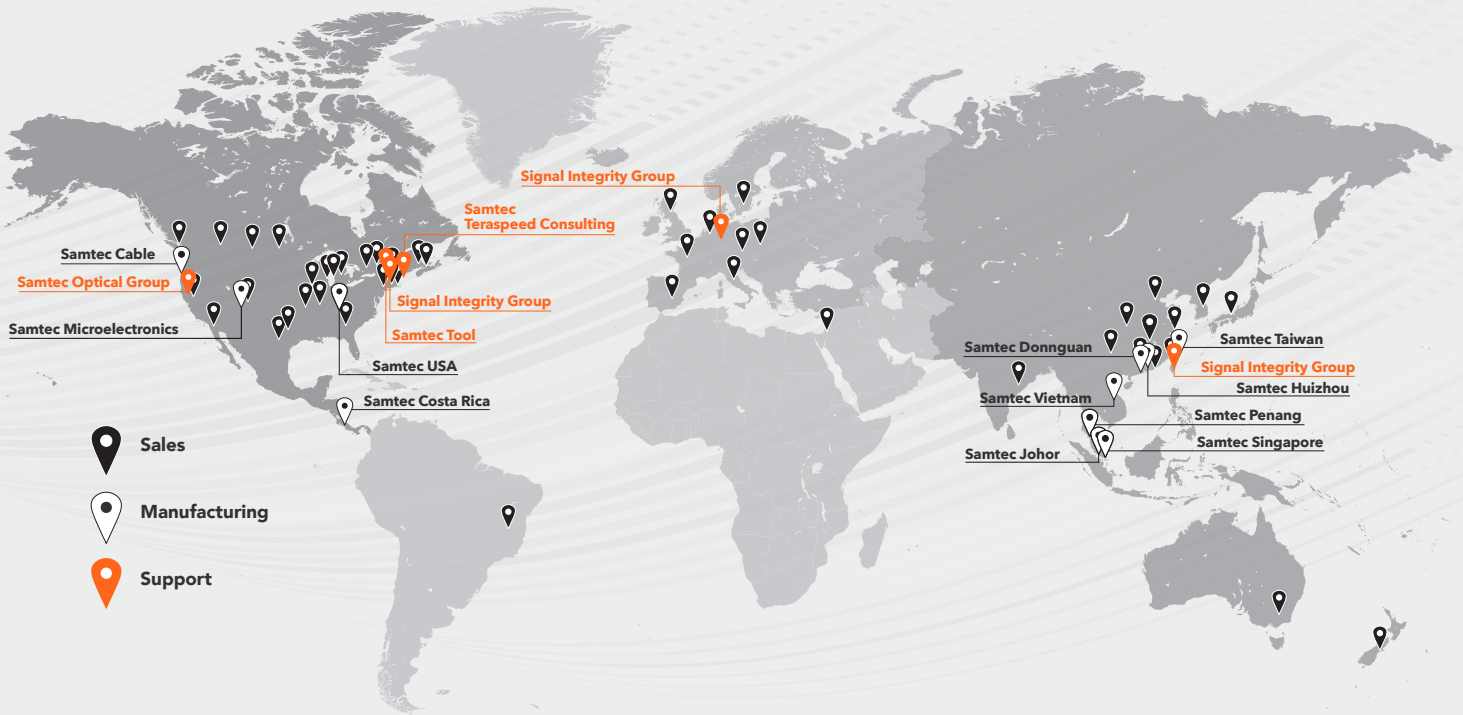 Signal Integrity Group
Samtec
Teraspeed Consulting
Samtec Cable
Samtec Optical Group
Signal Integrity Group
Samtec Microelectronics
Samtec Tool
Samtec USA
Samtec Costa Rica
Samtec Donnguan
Samtec Taiwan
Signal Integrity Group
Samtec Huizhou
Samtec Vietnam
Samtec Penang
Samtec Singapore
Samtec Johor
Sales
Manufacturing
Support